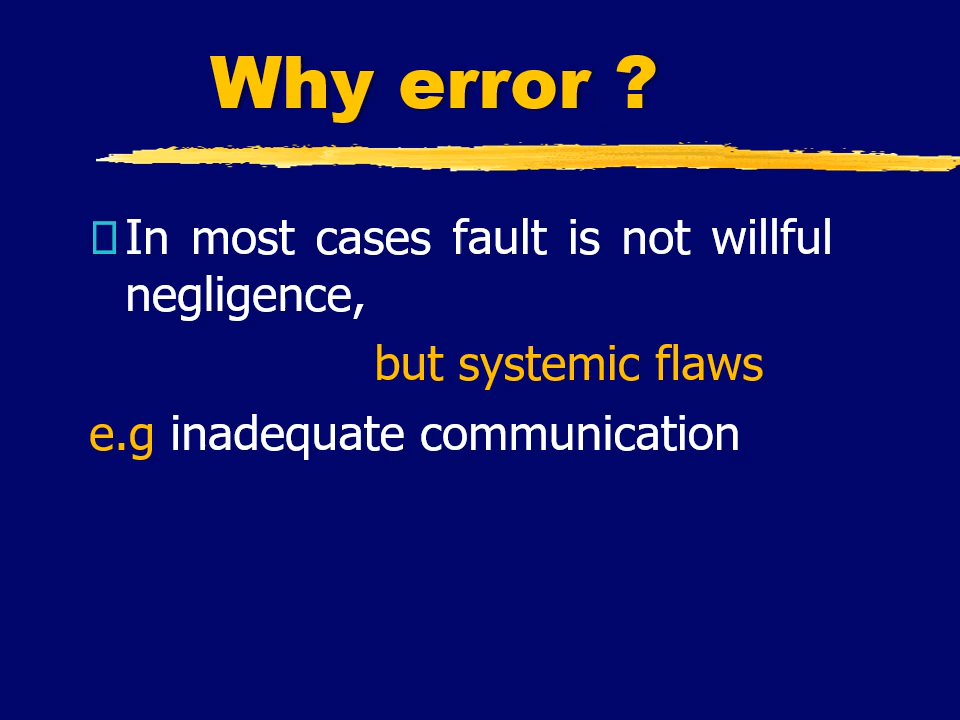 Why error ?
In most cases fault is not willful
negligence,
but systemic flaws
e.g inadequate communication